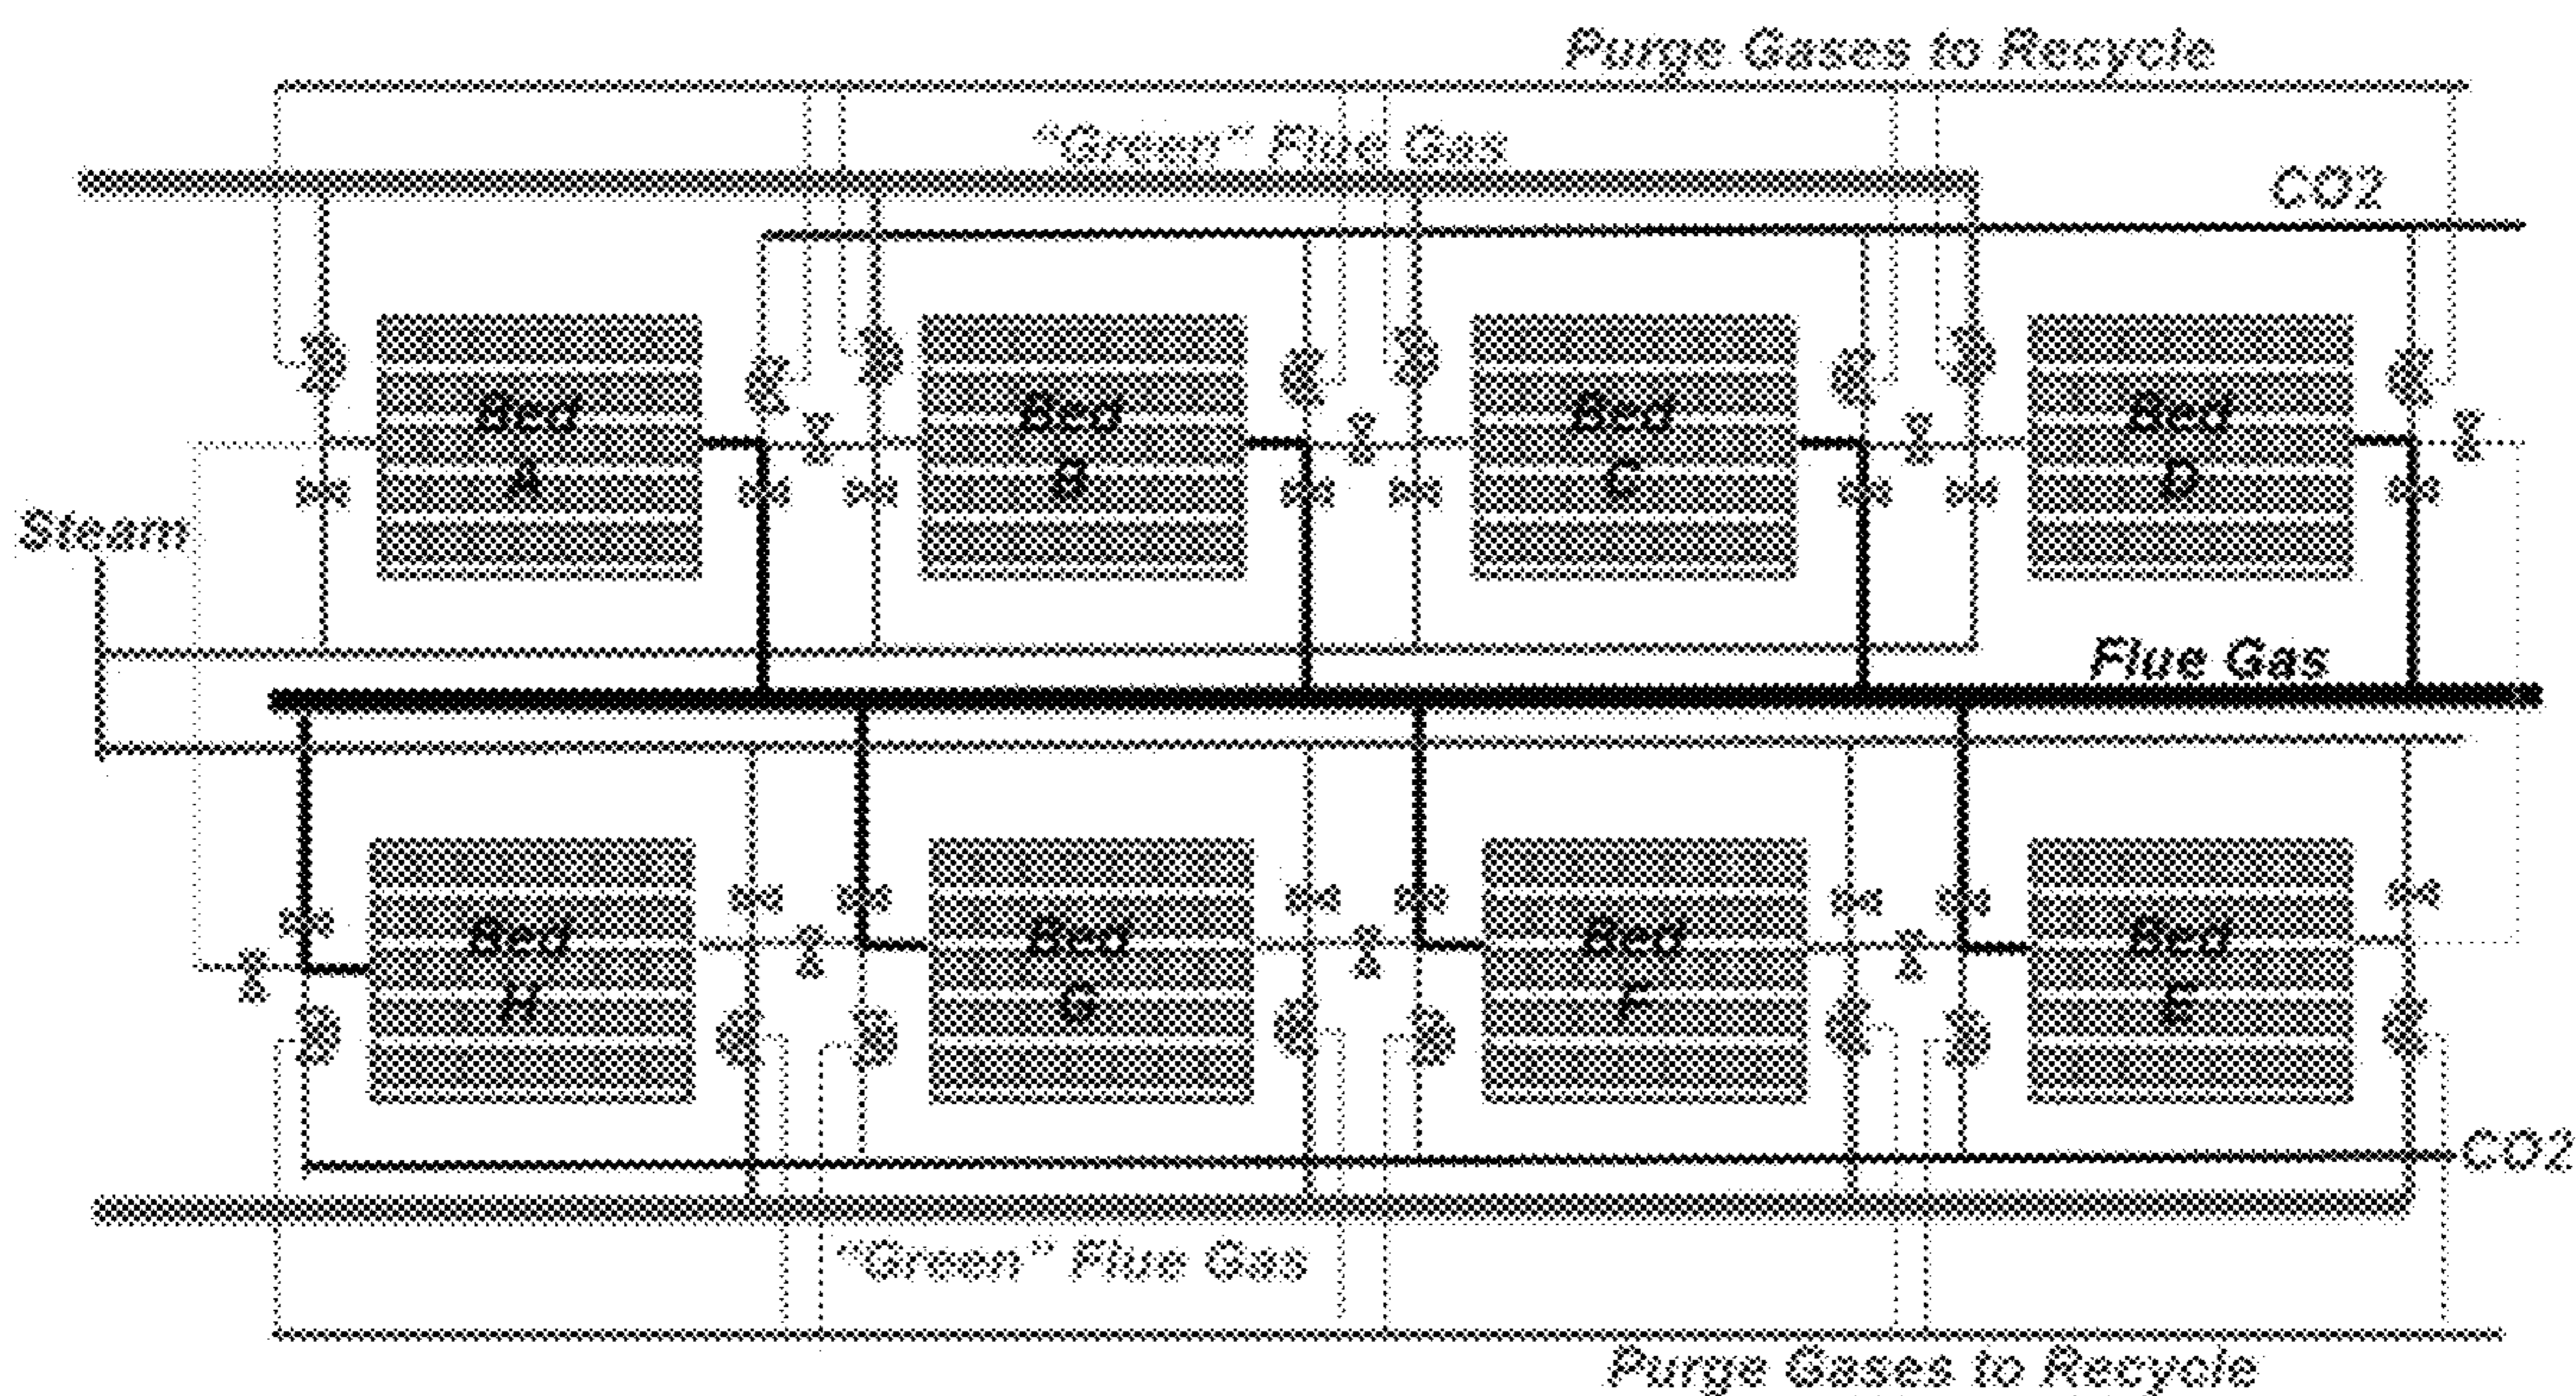 Purge Gases to Recycle
"Green" Flue Gas
CO2
Bed
A
Bed
B
Bed
C
Bed
D
Steam
Flue Gas
Bed
H
Bed
G
Bed
F
Bed
E
CO2
"Green" Flue Gas
Purge Gases to Recycle